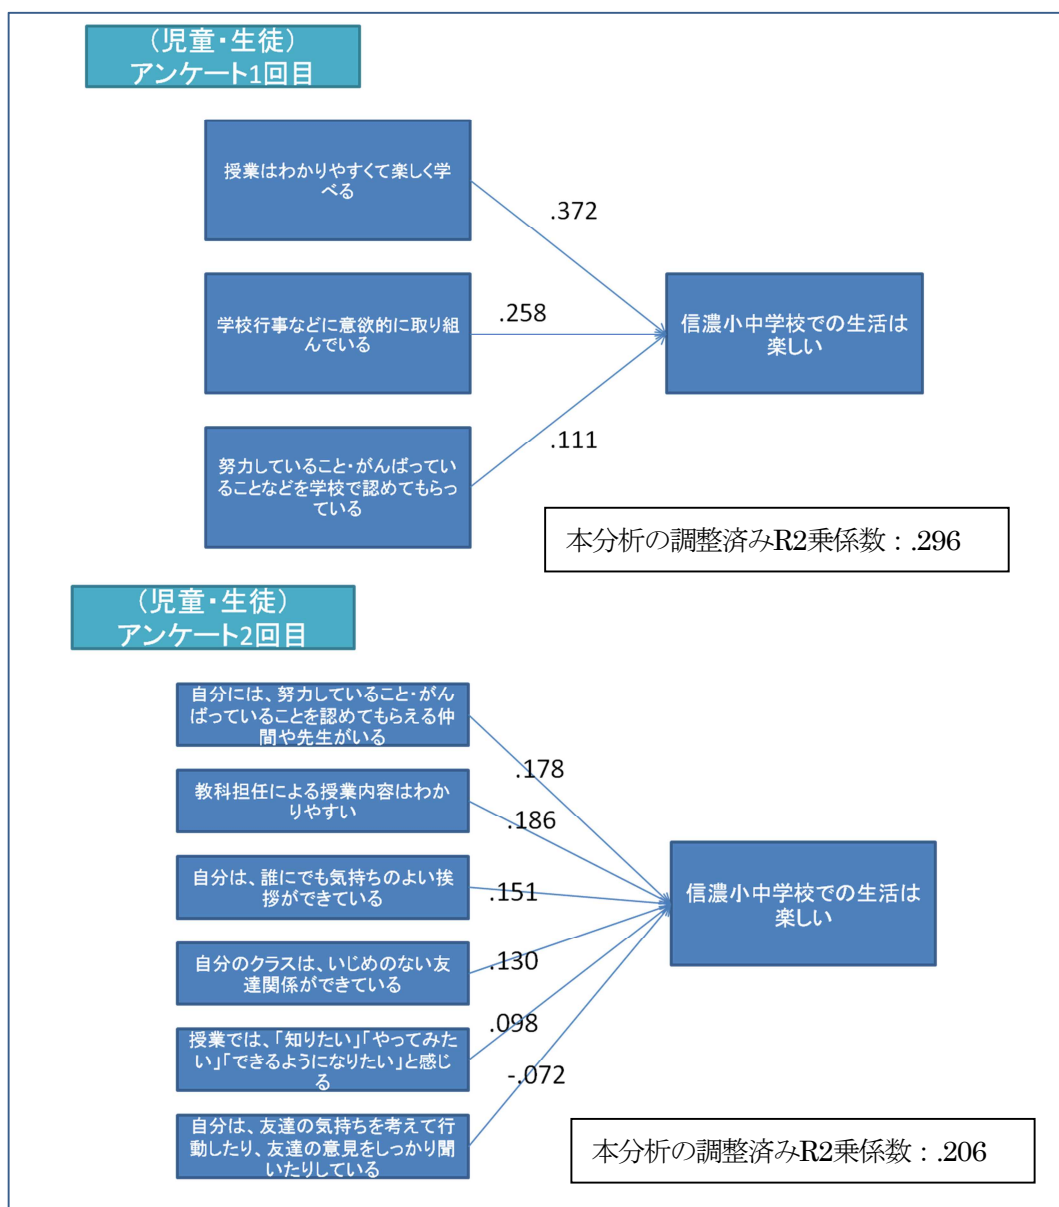 （児童・生徒）
アンケート1回目
授業はわかりやすくて楽しく学
べる
.372
学校行事などに意欲的に取り組
んでいる
.258
信濃小中学校での生活は
楽しい
努力していること・がんばってい
ることなどを学校で認めてもらっ
ている
.111
本分析の調整済みR2乗係数：.296
（児童・生徒）
アンケート2回目
自分には、努力していること・がん
ばっていることを認めてもらえる仲
間や先生がいる
.178
教科担任による授業内容はわか
りやすい
.186
自分は、誰にでも気持ちのよい挨
拶ができている
.151
信濃小中学校での生活は
楽しい
自分のクラスは、いじめのない友
達関係ができている
.130
授業では、「知りたい」「やってみた
い」「できるようになりたい」と感じ
る
.098
自分は、友達の気持ちを考えて行
動したり、友達の意見をしっかり聞
いたりしている
-.072
本分析の調整済みR2乗係数：.206